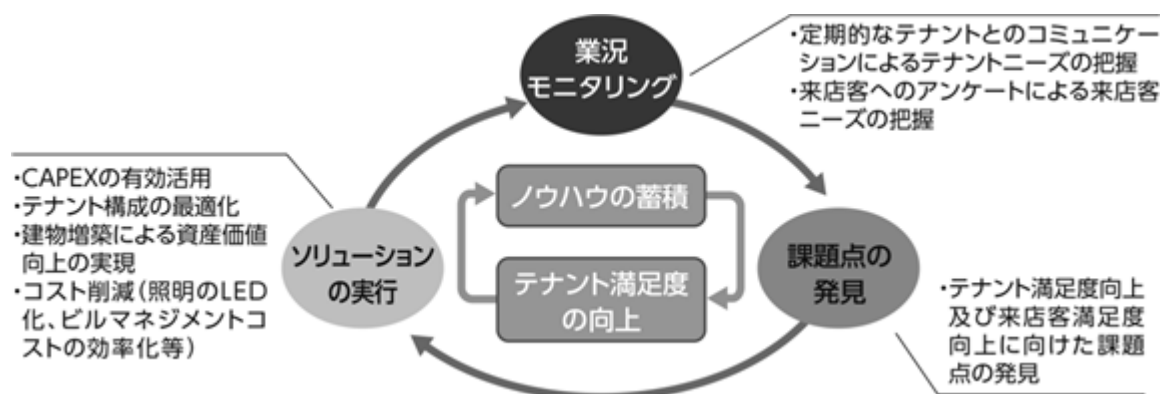 業況
モニタリング
・定期的なテナントとのコミュニケー
ションによるテナントニーズの把握
・来店客へのアンケートによる来店客
ニーズの把握
・CAPEXの有効活用
・テナント構成の最適化
・建物増築による資産価値
向上の実現
・コスト削減(照明のLED
化、ビルマネジメントコ
ストの効率化等)
ソリューション
の実行
ノウハウの蓄積
テナント満足度
の向上
課題点の
発見
・テナント満足度向上
及び来店客満足度
向上に向けた課題
点の発見